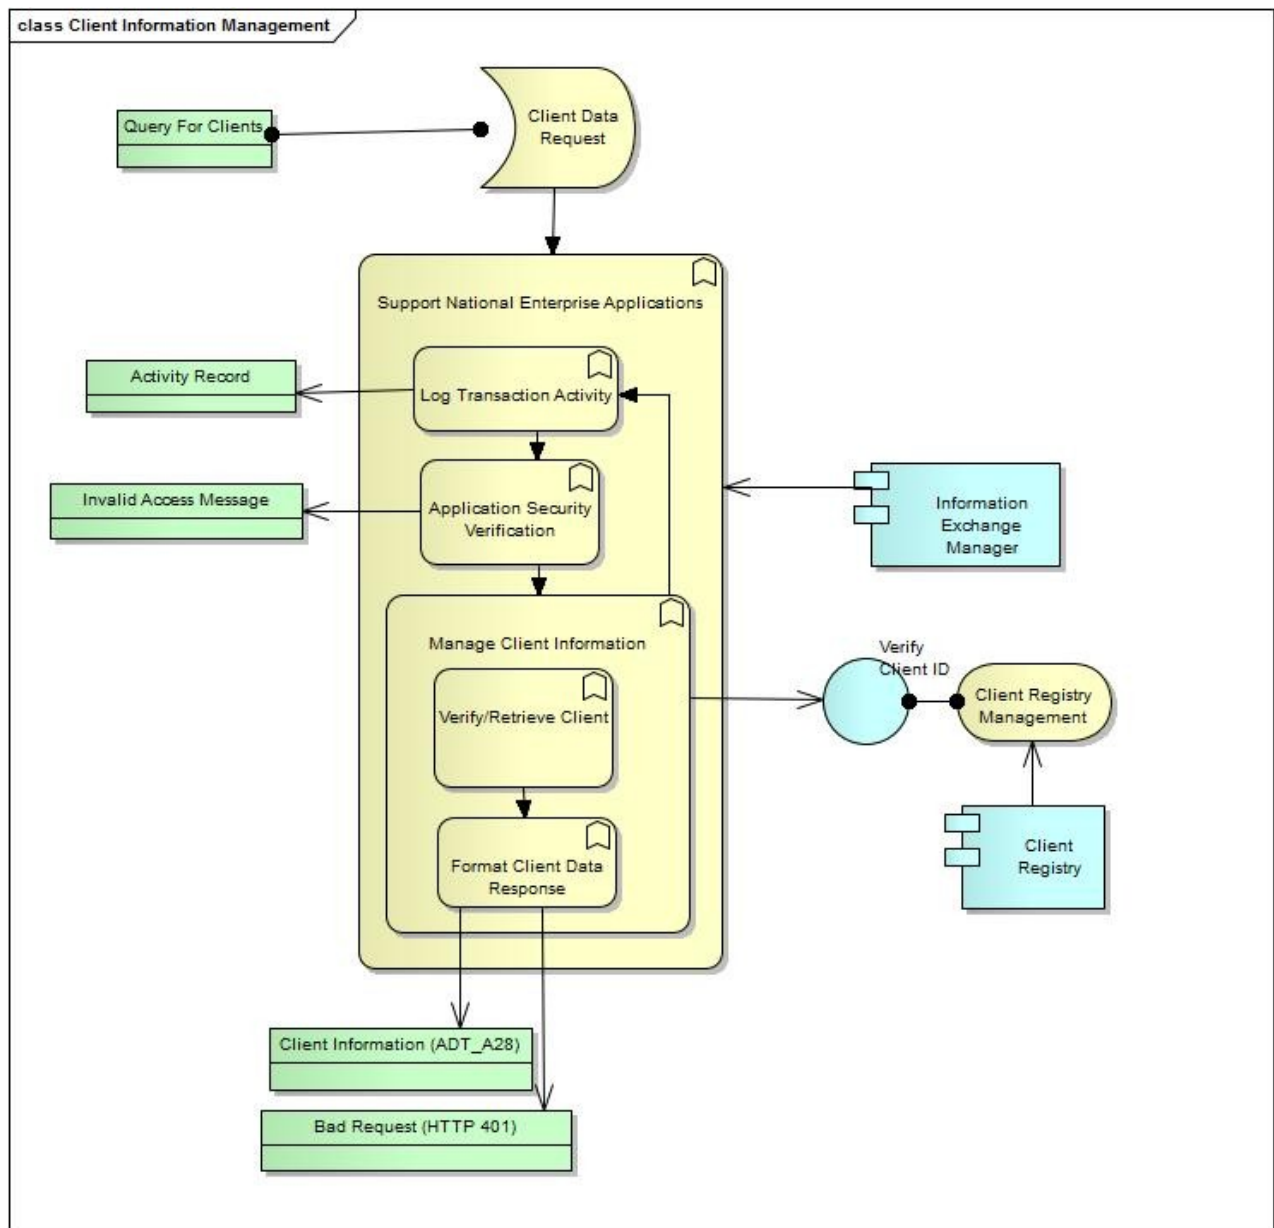 class Client Information Management
Query For Clients
Client Data
Request
Support National Enterprise Applications
Activity Record
Log Transaction Activity
Invalid Access Message
Application Security
Verification
Information
Exchange
Manager
Manage Client Information
Verify
Client ID
Verify/Retrieve Client
Client Registry
Management
Format Client Data
Response
Client
Registry
Client Information (ADT_A28)
Bad Request (HTTP 401)